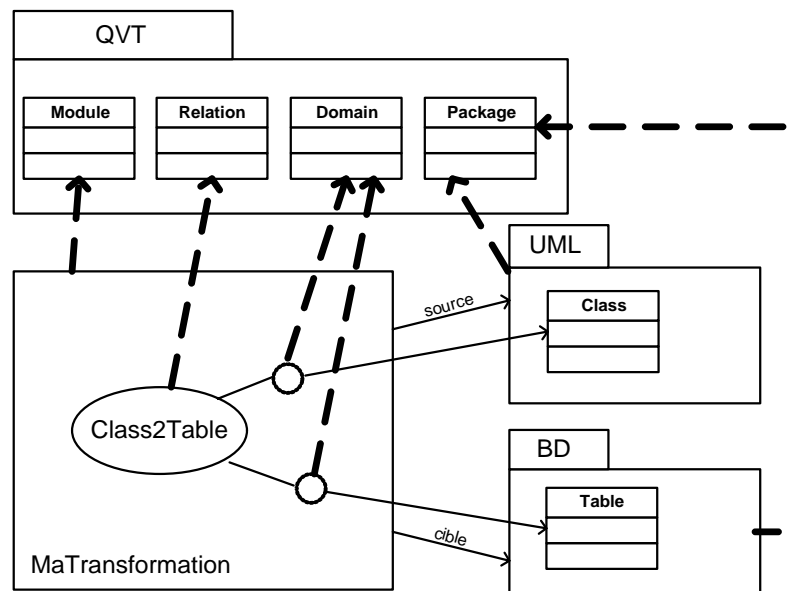 QVT
Module
Relation
Domain
Package
UML
source
Class
Class2Table
BD
Table
cible
MaTransformation